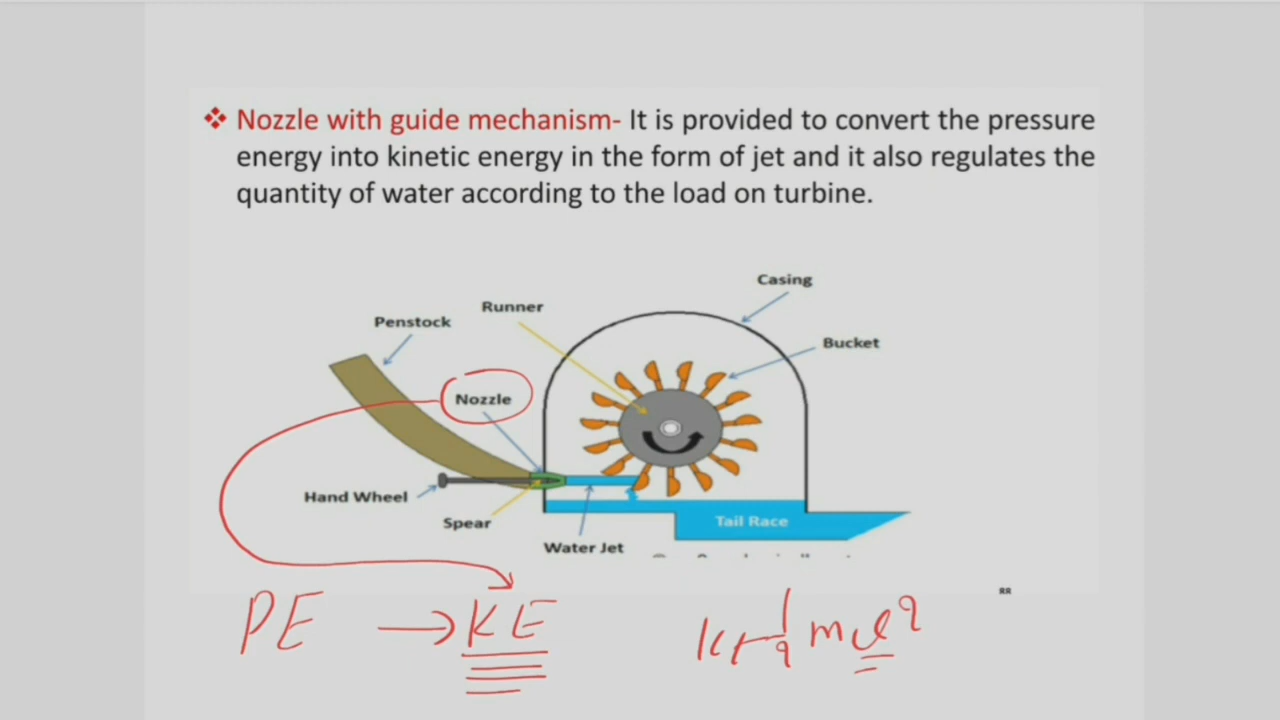 ❖ Nozzle with guide mechanism- It is provided to convert the pressure
energy into kinetic energy in the form of jet and it also regulates the
quantity of water according to the load on turbine.
Casing
Runner
Penstock
Bucket
Nozzle
Hand Wheel
Spear
Tail Race
Water Jet
RR
PE → KE